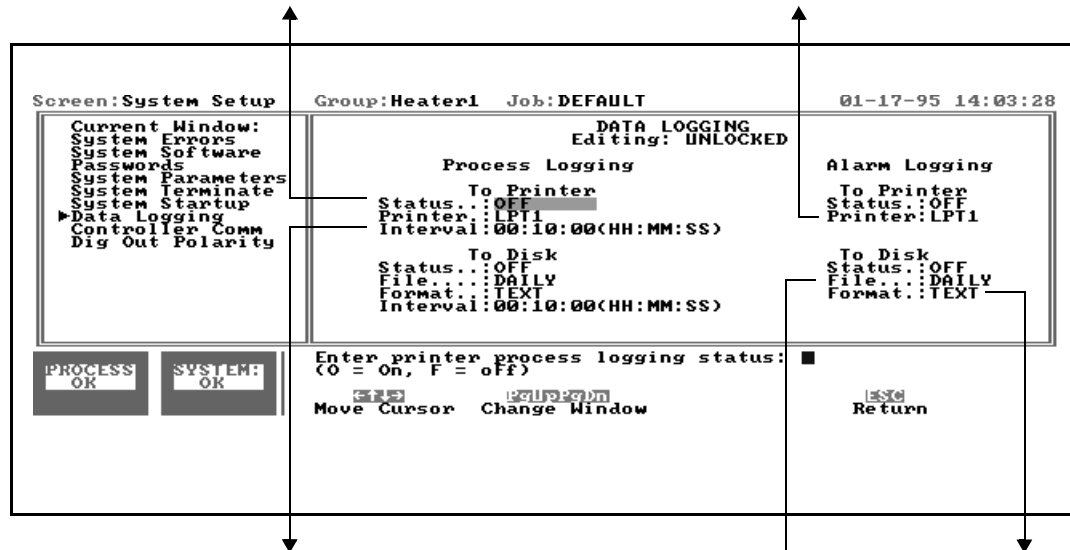 Screen:System Setup Group:Heater1 Job:DEFAULT 01-17-95 14:03:28
Current Window:
System Errors
System Software
Passwords
System Parameters
System Terminate
System Startup
►Data Logging
Controller Comm
Dig Out Polarity
DATA LOGGING
Editing: UNLOCKED
Process Logging
To Printer
Status..:OFF
Printer.:LPT1
Interval:00:10:00(HH:MM:SS)
To Disk
Status..:OFF
File....:DAILY
Format..:TEXT
Interval:00:10:00(HH:MM:SS)
Alarm Logging
To Printer
Status.:OFF
Printer:LPT1
To Disk
Status.:OFF
File...:DAILY
Format.:TEXT
PROCESS
OK
SYSTEM:
OK
Enter printer process logging status:
(O = On, F = oFf)
←↑↓→ PgUpPgDn ESC
Move Cursor Change Window Return